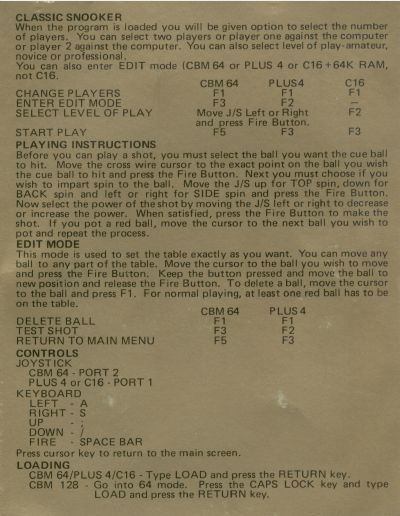 CLASSIC SNOOKER
When the program is loaded you will be given option to select the number
of players. You can select two players or player one against the computer
or player 2 against the computer. You can also select level of play-amateur,
novice or professional.
You can also enter EDIT mode (CBM 64 or PLUS 4 or C16 +64K RAM,
not C16.
CBM 64 PLUS4 C16
CHANGE PLAYERS F1 F1 F1
ENTER EDIT MODE F3 F2 —
SELECT LEVEL OF PLAY Move J/S Left or Right F2
and press Fire Button.
START PLAY F5 F3 F3
PLAYING INSTRUCTIONS
Before you can play a shot, you must select the ball you want the cue ball
to hit. Move the cross wire cursor to the exact point on the ball you wish
the cue ball to hit and press the Fire Button. Next you must choose if you
wish to impart spin to the ball. Move the J/S up for TOP spin, down for
BACK spin and left or right for SIDE spin and press the Fire Button.
Now select the power of the shot by moving the J/S left or right to decrease
or increase the power. When satisfied, press the Fire Button to make the
shot. If you pot a red ball, move the cursor to the next ball you wish to
pot and repeat the process.
EDIT MODE
This mode is used to set the table exactly as you want. You can move any
ball to any part of the table. Move the cursor to the ball you wish to move
and press the Fire Button. Keep the button pressed and move the ball to
new position and release the Fire Button. To delete a ball, move the cursor
to the ball and press F1. For normal playing, at least one red ball has to be
on the table.
CBM 64 PLUS 4
DELETE BALL F1 F1
TEST SHOT F3 F2
RETURN TO MAIN MENU F5 F3
CONTROLS
JOYSTICK
CBM 64 - PORT 2
PLUS 4 or C16 - PORT 1
KEYBOARD
LEFT - A
RIGHT - S
UP - ;
DOWN - /
FIRE - SPACE BAR
Press cursor key to return to the main screen.
LOADING
CBM 64/PLUS 4/C16 - Type LOAD and press the RETURN key.
CBM 128 - Go into 64 mode. Press the CAPS LOCK key and type
LOAD and press the RETURN key.